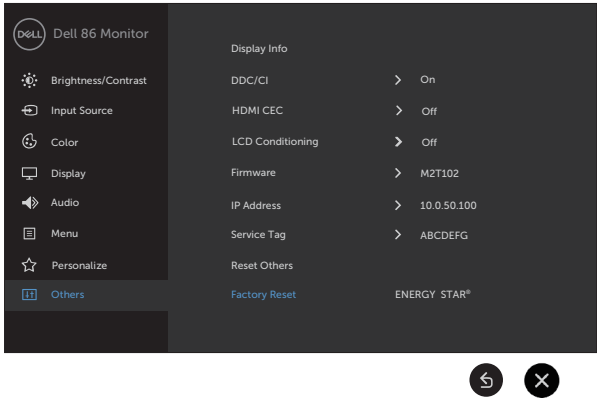 DELL Dell 86 Monitor
Display Info
Brightness/Contrast DDC/CI On
Input Source HDMI CEC Off
Color LCD Conditioning Off
Display Firmware M2T102
Audio IP Address 10.0.50.100
Menu Service Tag ABCDEFG
Personalize Reset Others
Others Factory Reset ENERGY STAR®